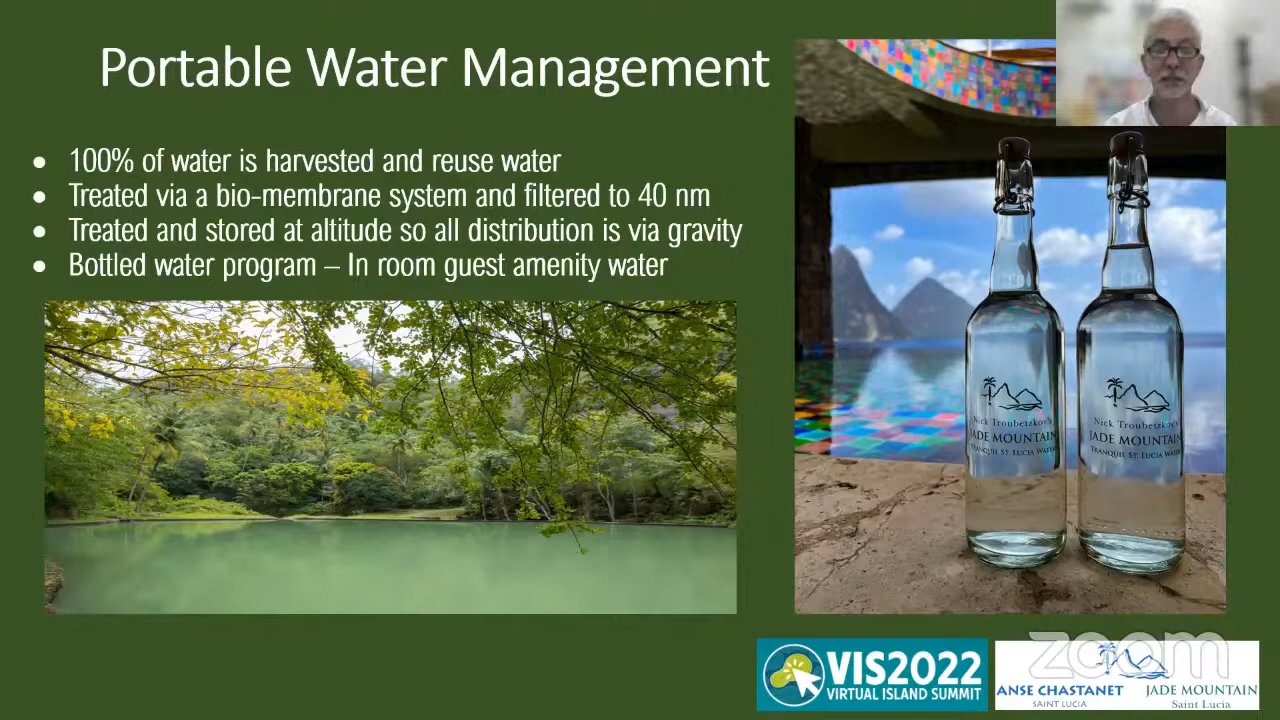 Portable Water Management
● 100% of water is harvested and reuse water
● Treated via a bio-membrane system and filtered to 40 nm
● Treated and stored at altitude so all distribution is via gravity
● Bottled water program – In room guest amenity water
Nick Troubetzkoy's
JADE MOUNTAIN
TRANQUIL ST. LUCIA WATER
Nick Troubetzkoy's
JADE MOUNTAIN
TRANQUIL ST. LUCIA WATER
VIS2022
VIRTUAL ISLAND SUMMIT
zoom
ANSE CHASTANET
SAINT LUCIA
JADE MOUNTAIN
Saint Lucia